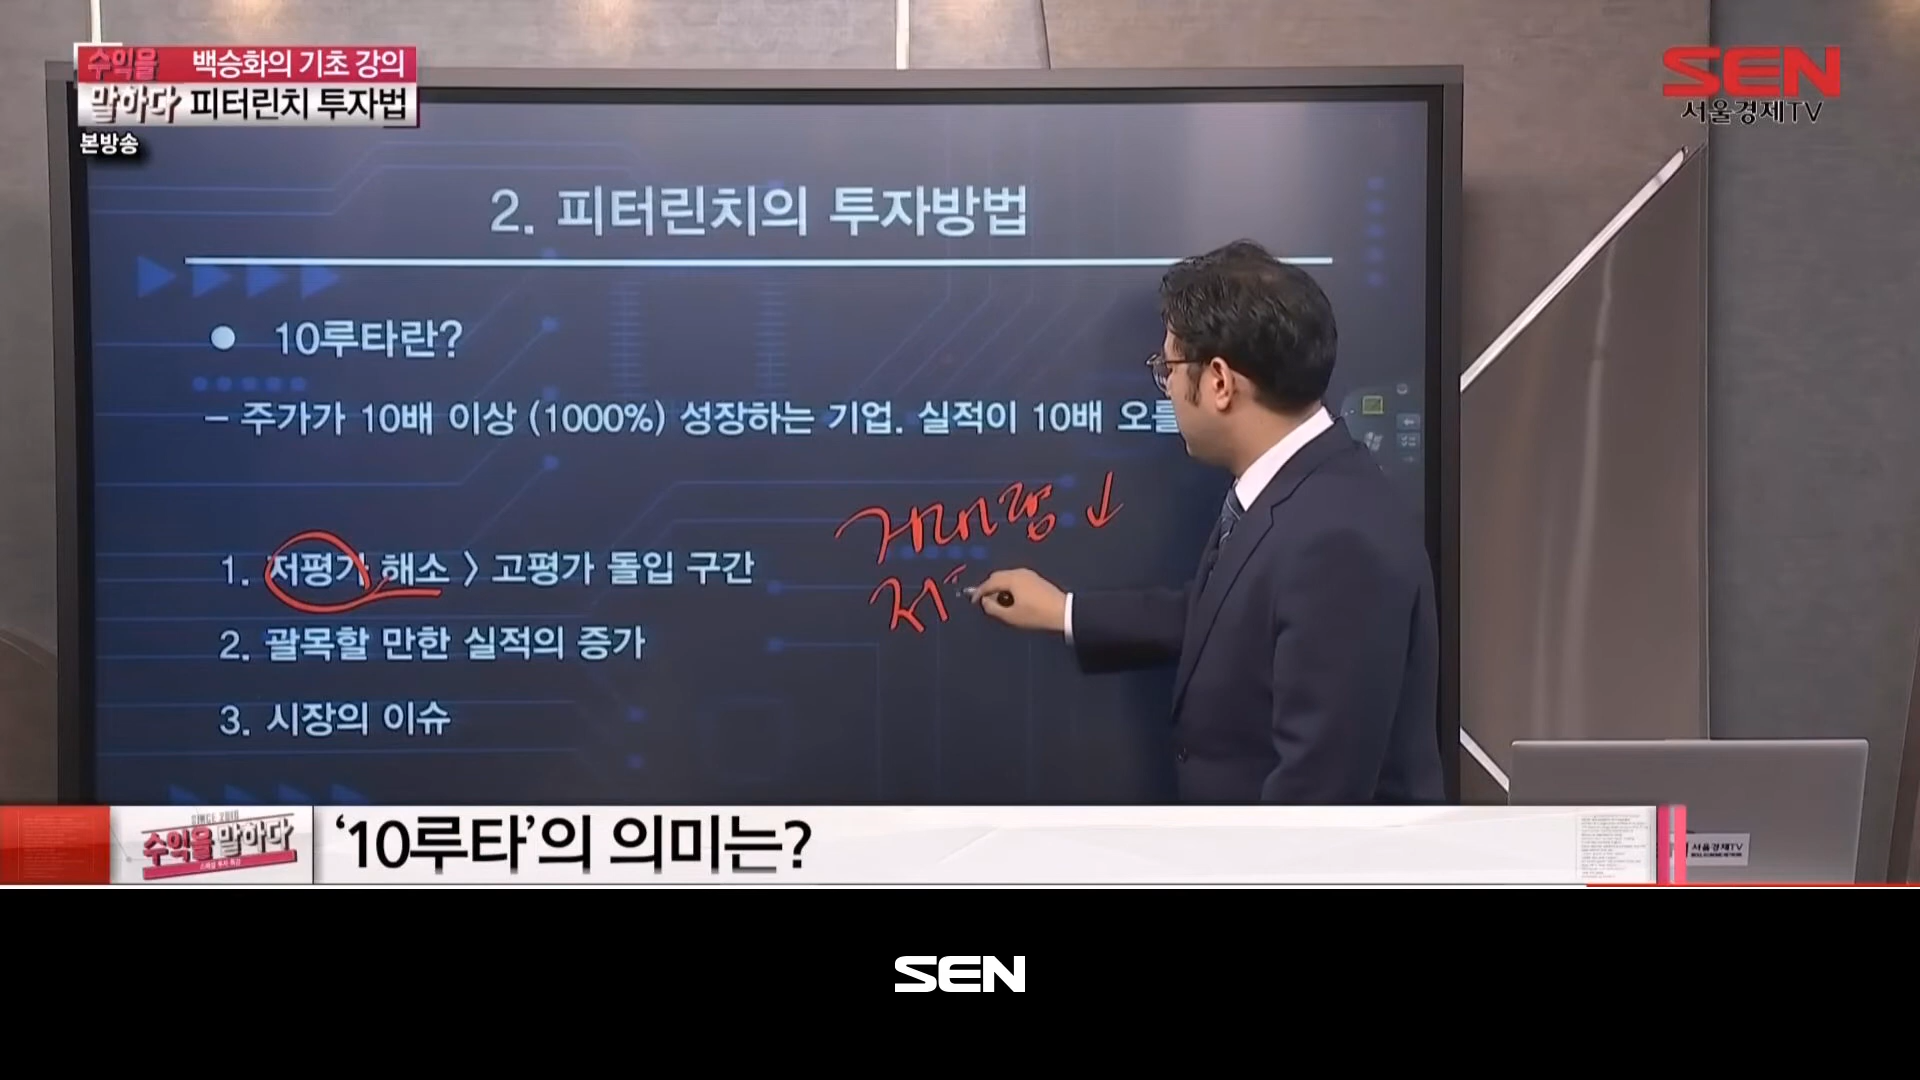 수익을
말하다
백승화의 기초 강의
피터린치 투자법
본방송
SEN
서울경제TV
2. 피터린치의 투자방법
● 10루타란?
– 주가가 10배 이상 (1000%) 성장하는 기업. 실적이 10배 오를
거래량 ↓
1. 저평가 해소 > 고평가 돌입 구간
저
2. 괄목할 만한 실적의 증가
3. 시장의 이슈
SINCE 2010
수익을 말하다
‘10루타’의 의미는?
서울경제TV
SEN